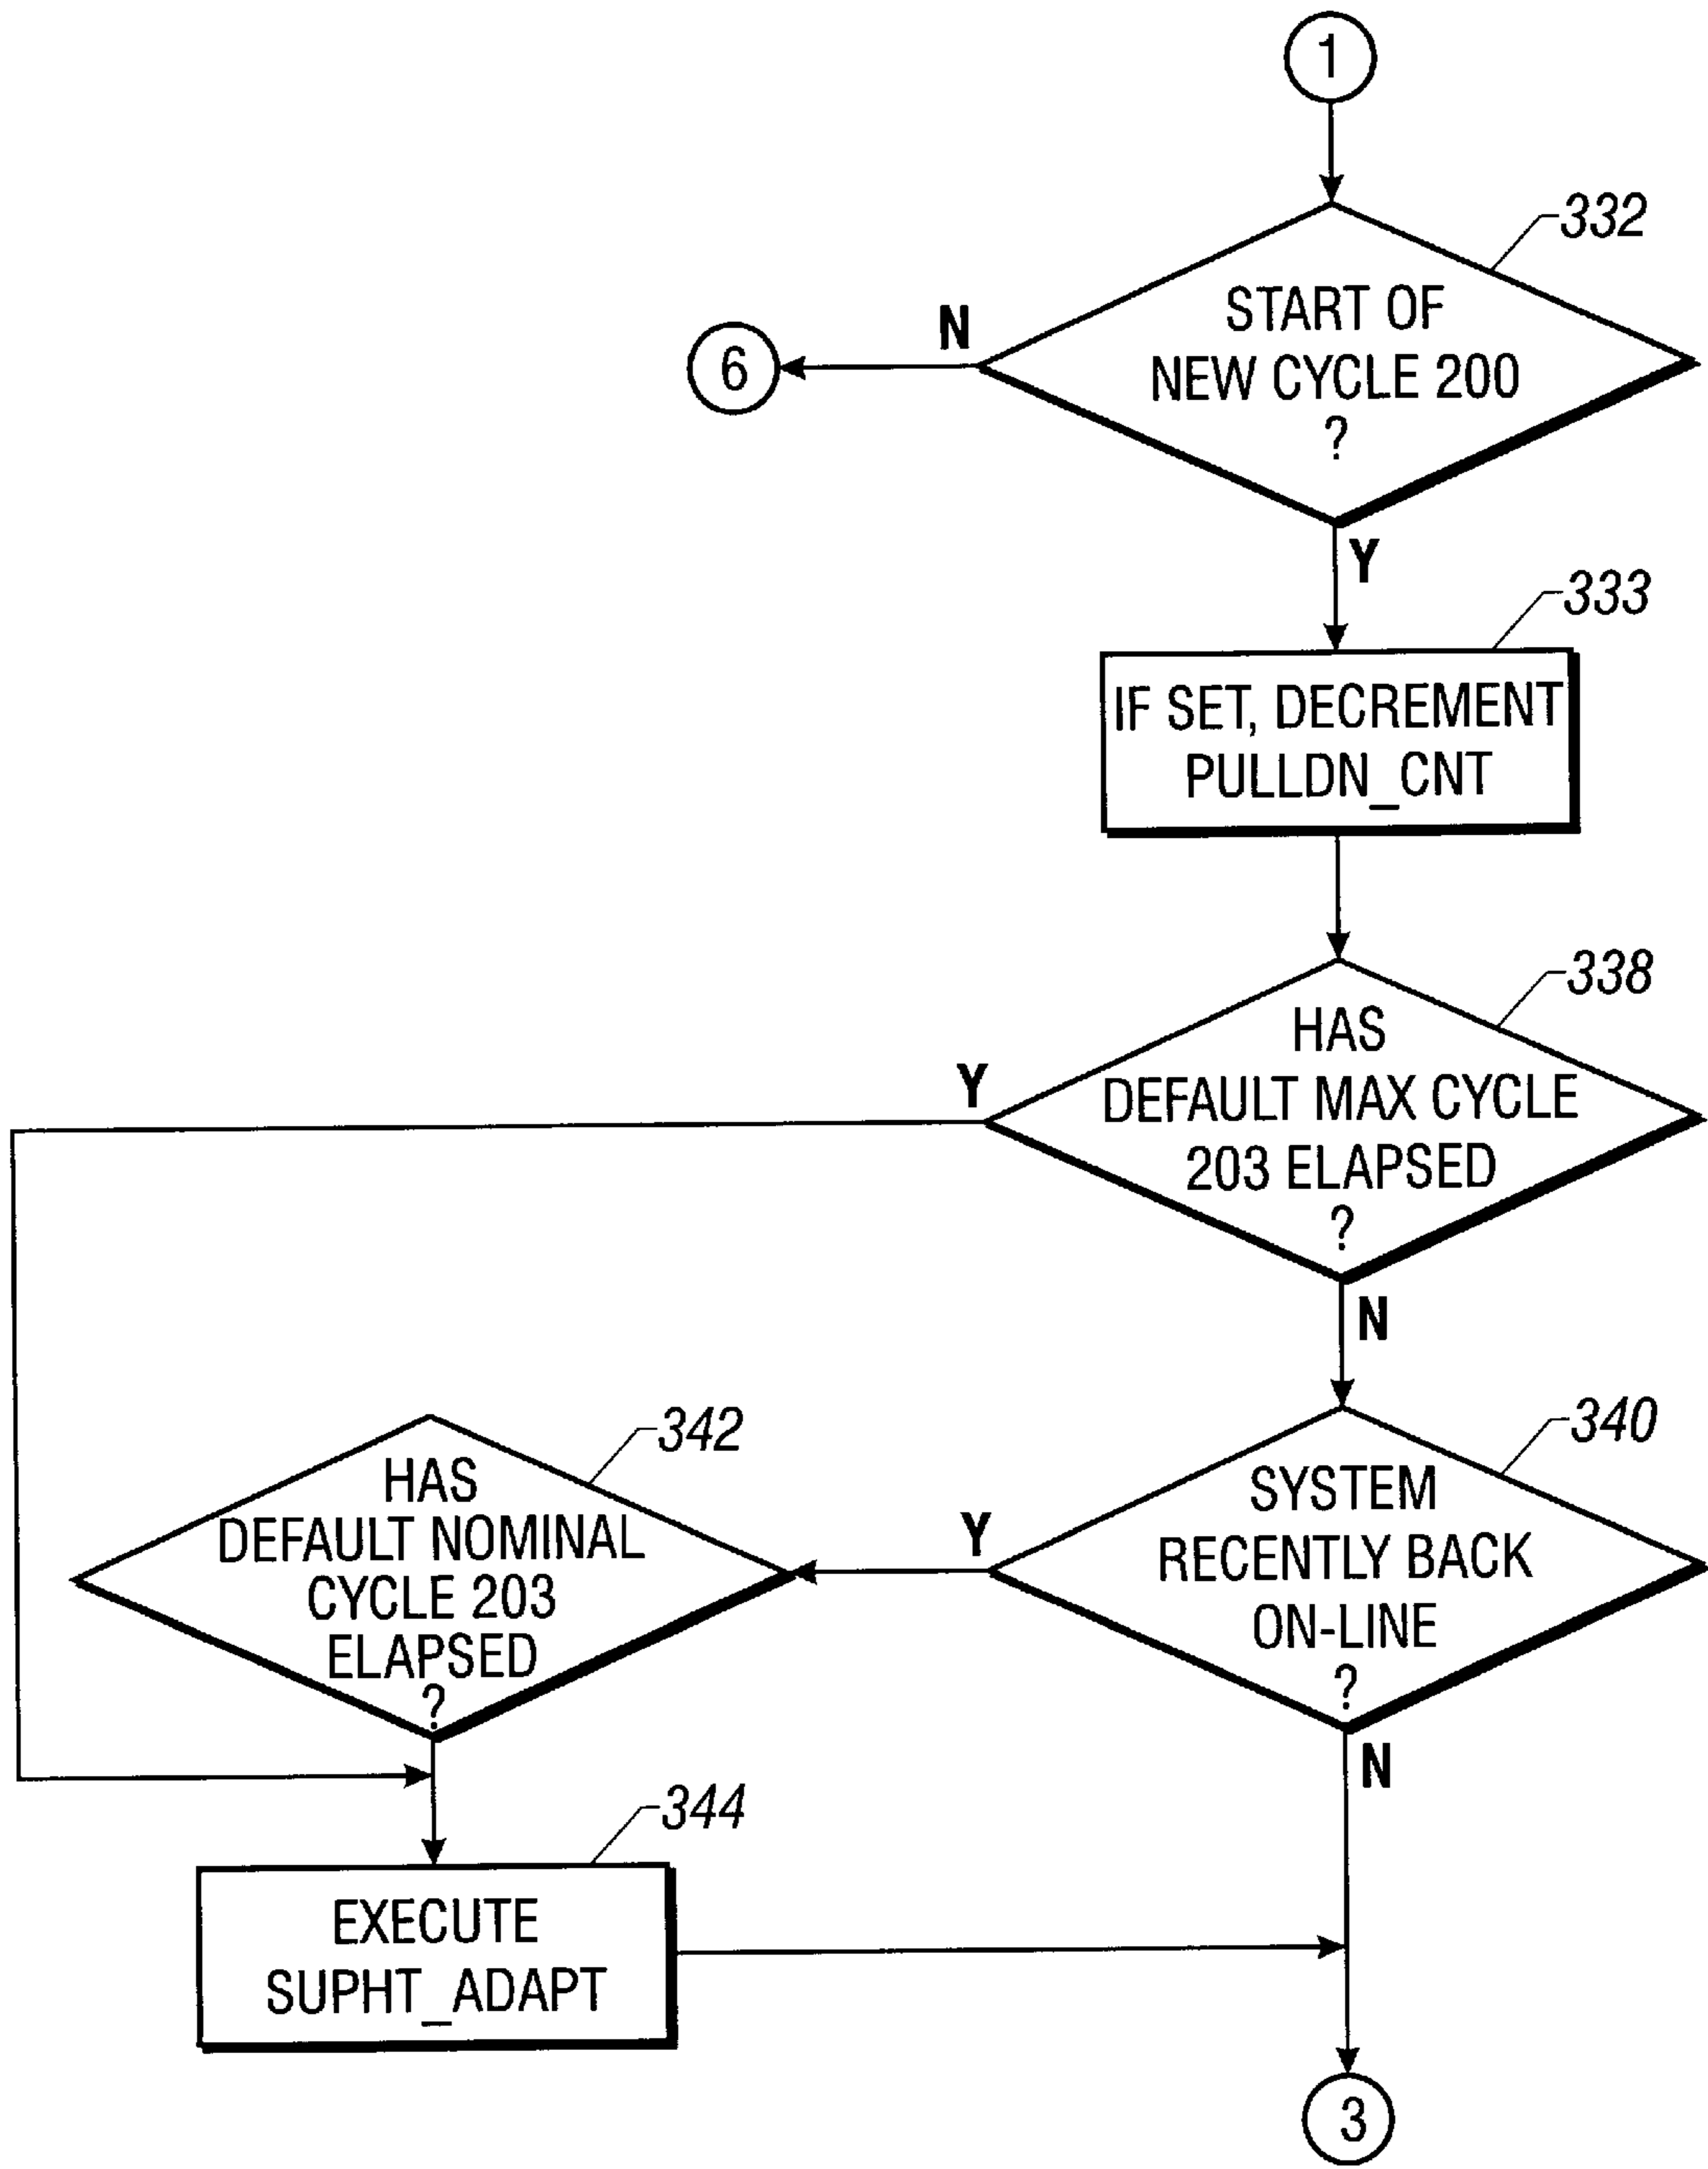 1
332
START OF
NEW CYCLE 200
?
N
6
Y
333
IF SET, DECREMENT
PULLDN_CNT
338
HAS
DEFAULT MAX CYCLE
203 ELAPSED
?
Y
N
342
HAS
DEFAULT NOMINAL
CYCLE 203
ELAPSED
?
340
SYSTEM
RECENTLY BACK
ON-LINE
?
Y
N
344
EXECUTE
SUPHT_ADAPT
3